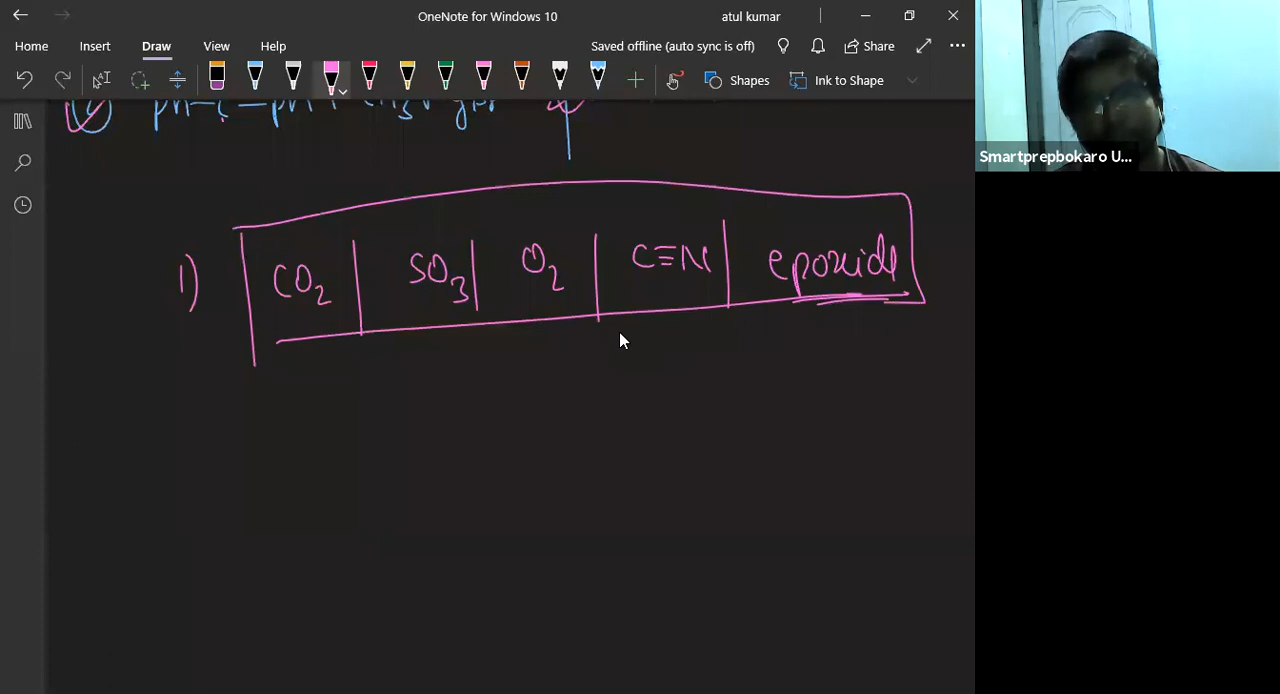 OneNote for Windows 10
atul kumar
Home Insert Draw View Help
Saved offline (auto sync is off)
Share
Shapes
Ink to Shape
Smartprepbokaro U...
1) CO2 | SO3 | O2 | C≡N | epoxide